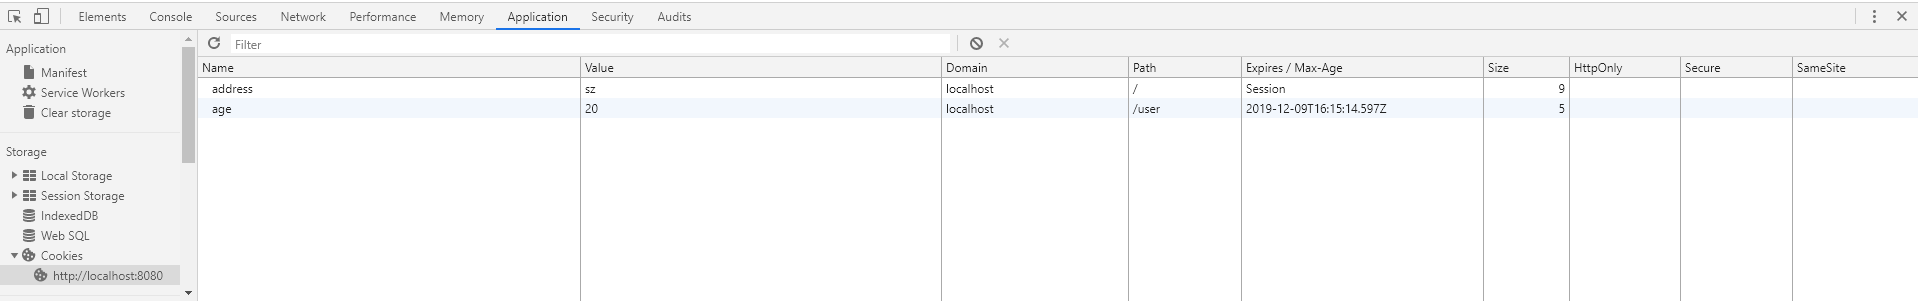 Elements Console Sources Network Performance Memory Application Security Audits
Application
Manifest
Service Workers
Clear storage
Storage
Local Storage
Session Storage
IndexedDB
Web SQL
Cookies
http://localhost:8080
Filter
Name Value Domain Path Expires / Max-Age Size HttpOnly Secure SameSite
address sz localhost / Session 9
age 20 localhost /user 2019-12-09T16:15:14.597Z 5